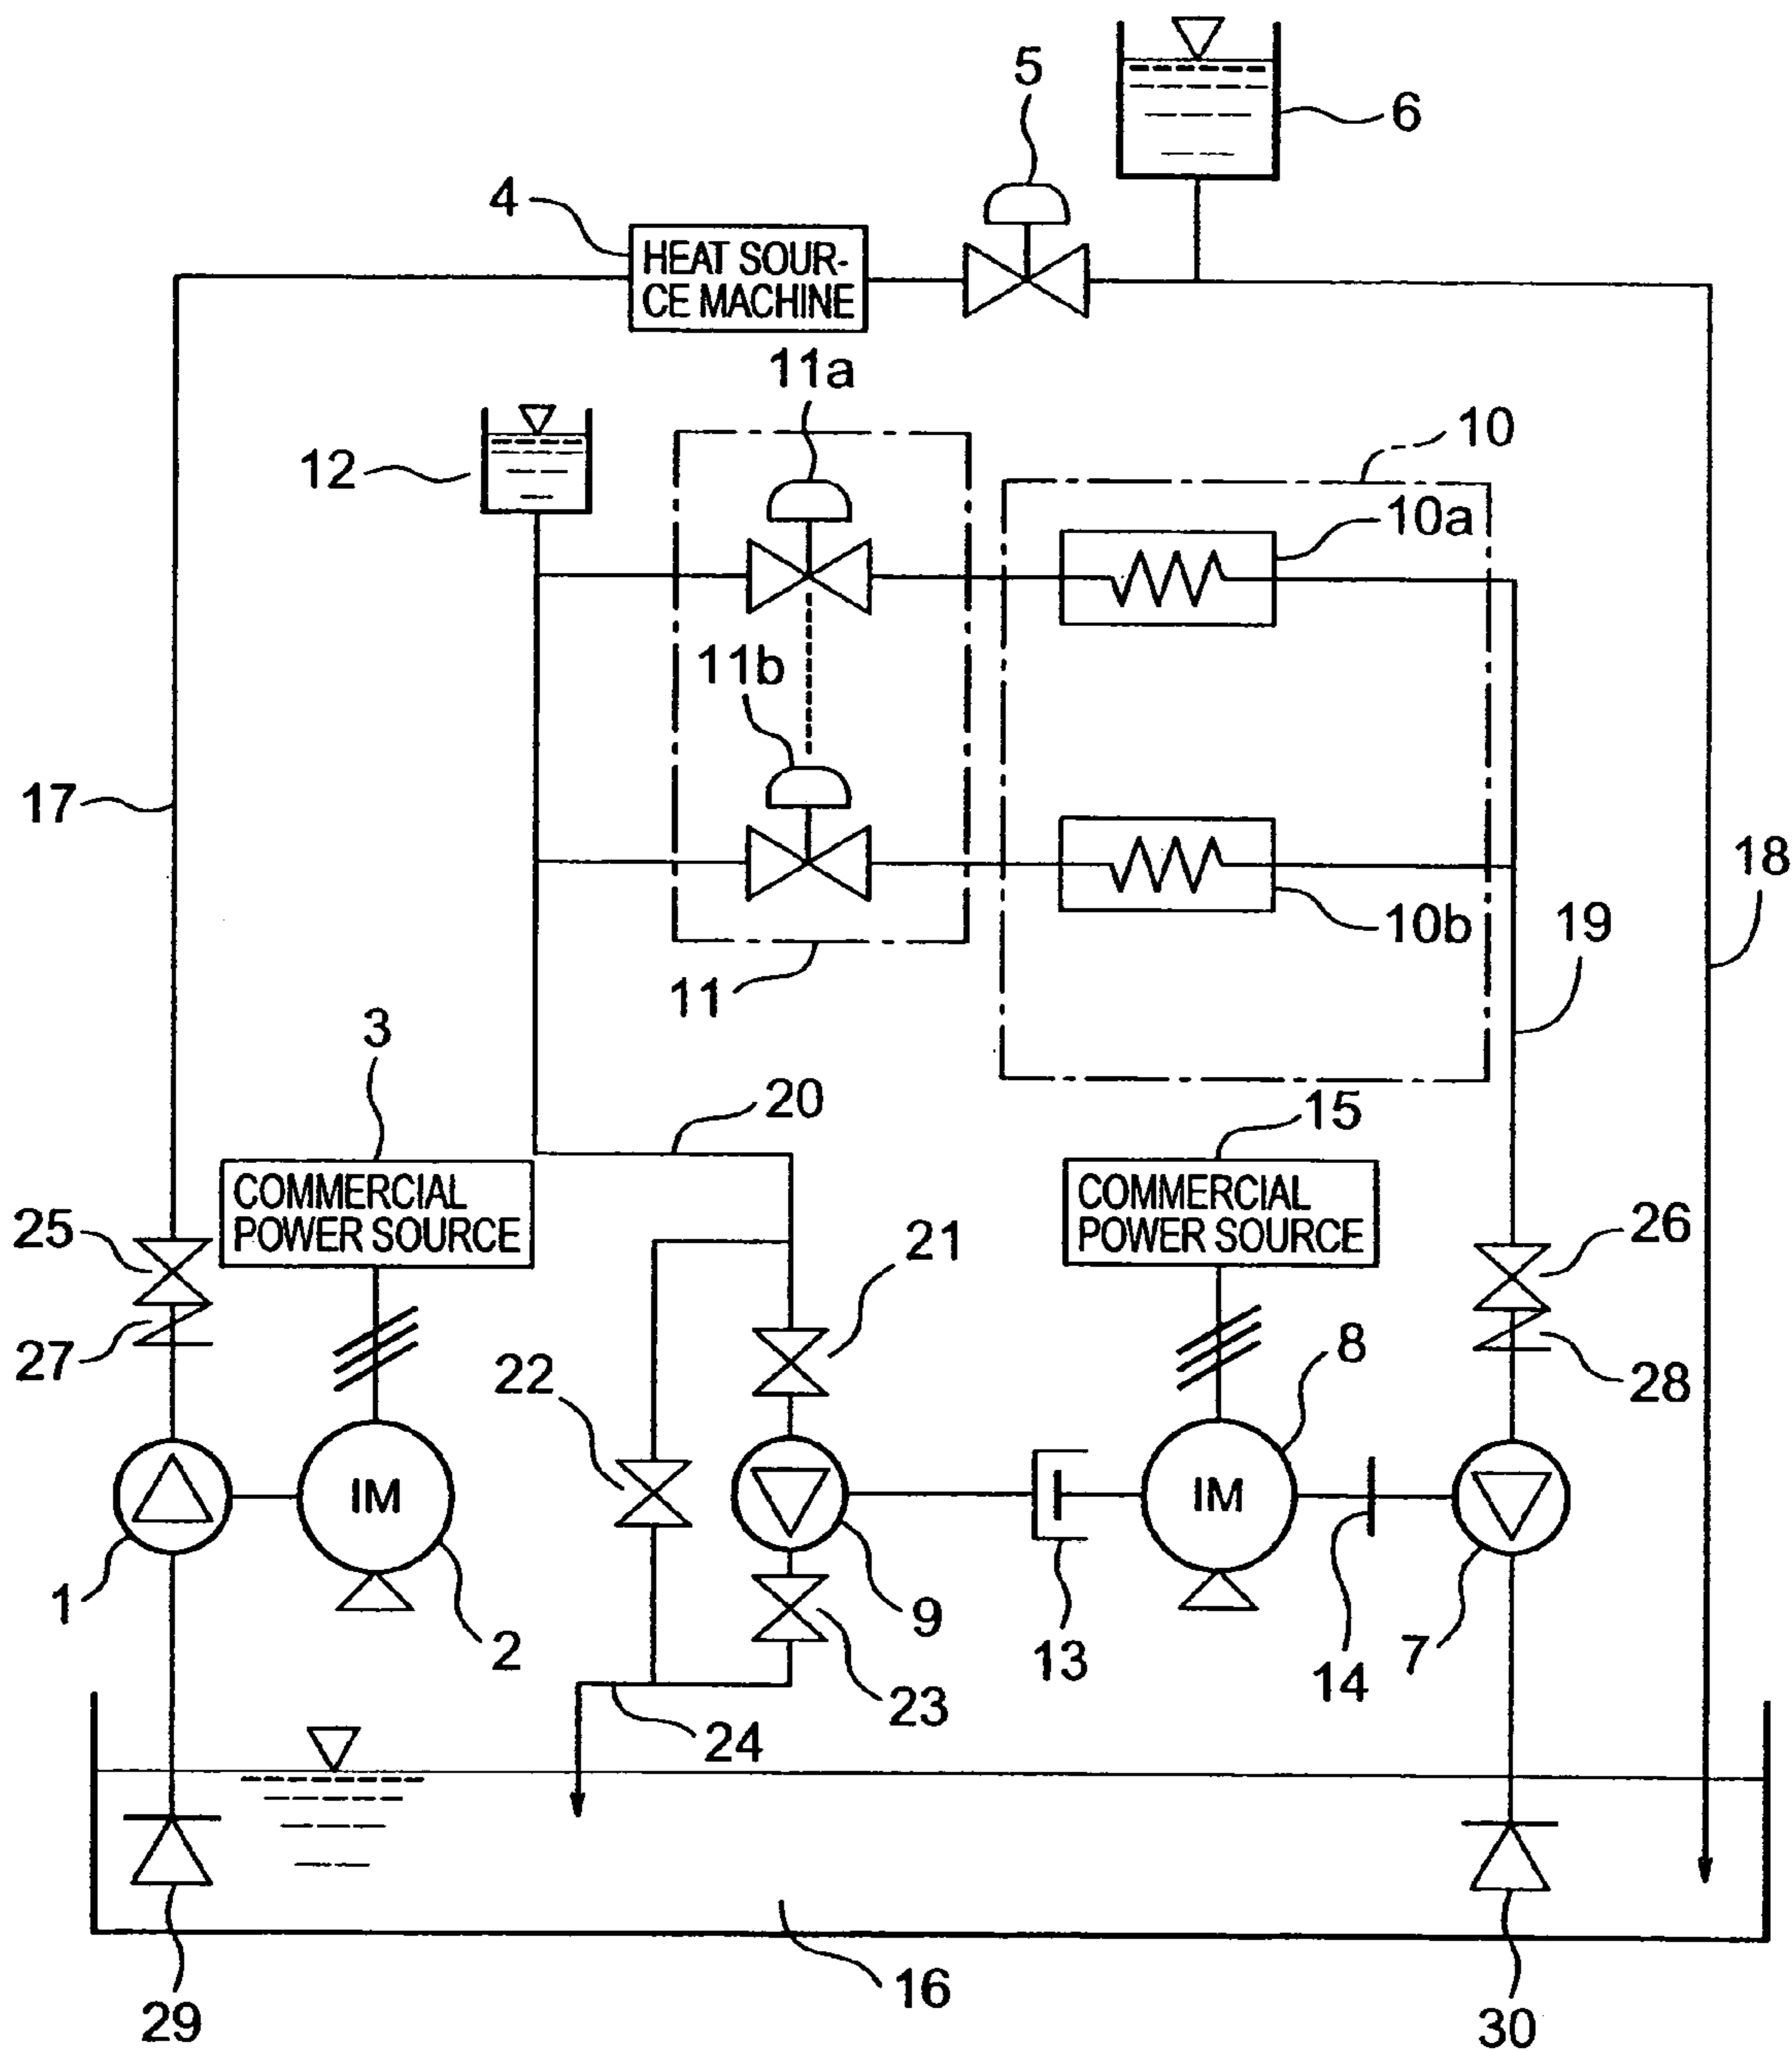 5
6
4
HEAT SOUR-
CE MACHINE
11a
10
12
10a
11b
17
18
10b
19
11
3
20
15
COMMERCIAL
POWER SOURCE
COMMERCIAL
POWER SOURCE
25
21
26
27
22
8
28
IM
IM
1
2
9
13
14
7
23
24
16
29
30